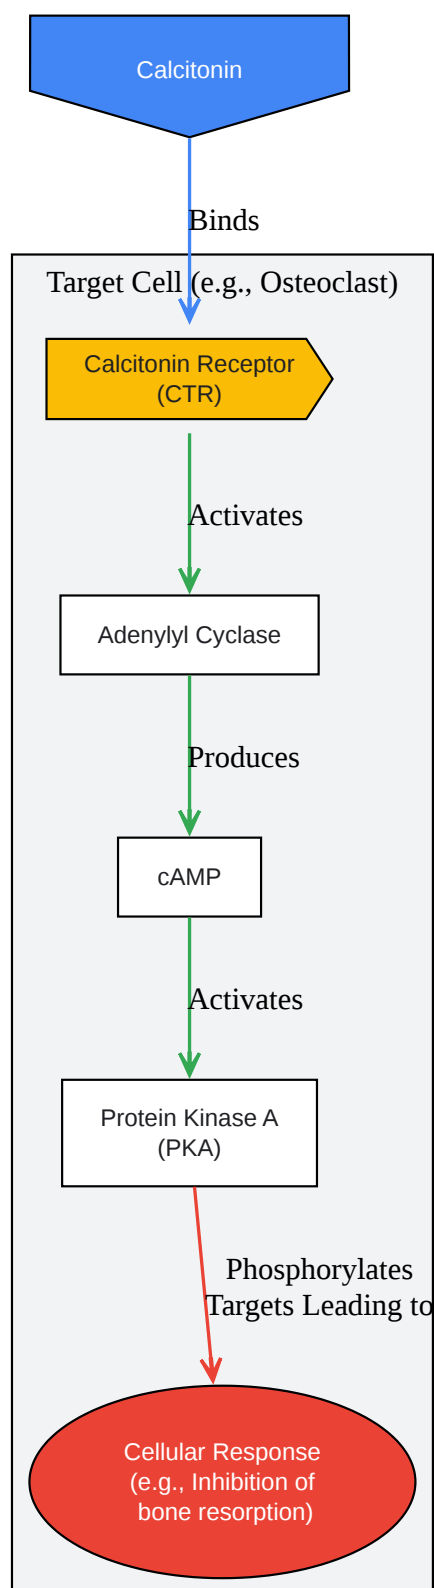 Calcitonin
Binds
Target Cell (e.g., Osteoclast)
Calcitonin Receptor
(CTR)
Activates
Adenylyl Cyclase
Produces
cAMP
Activates
Protein Kinase A
(PKA)
Phosphorylates
Targets Leading to
Cellular Response
(e.g., Inhibition of
bone resorption)